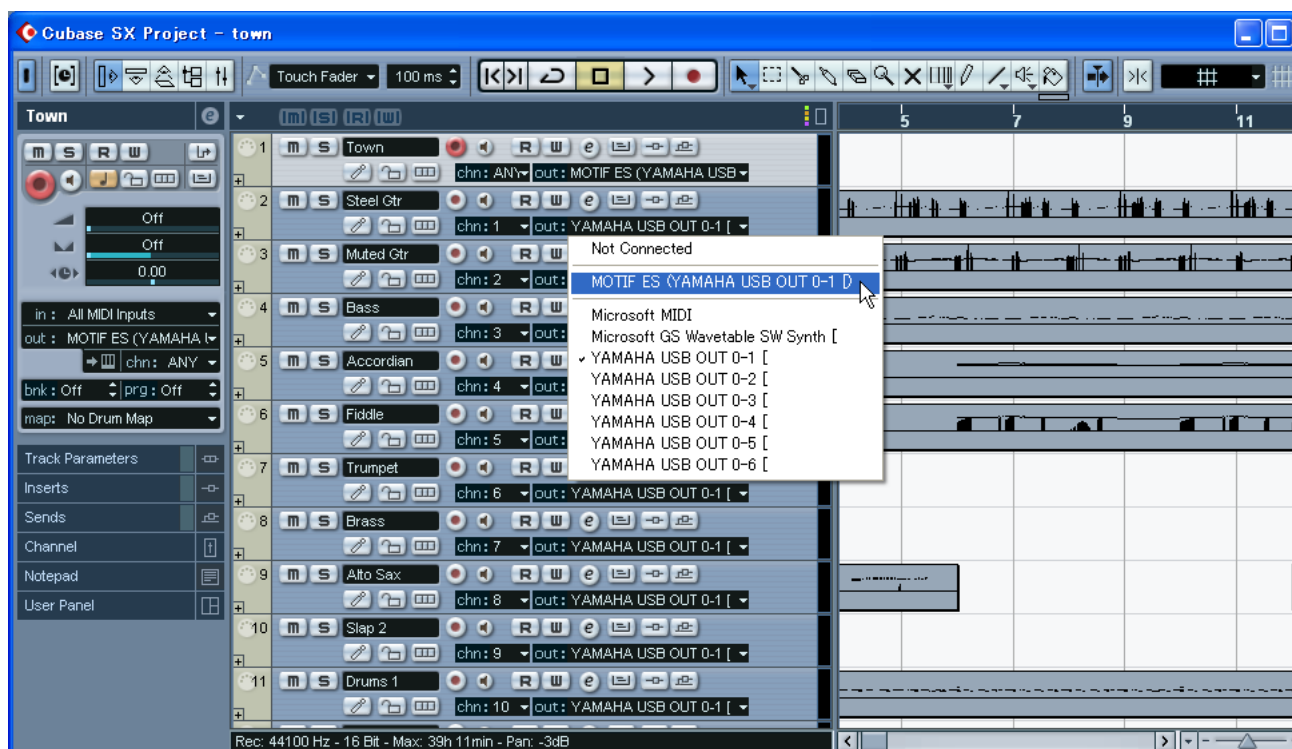 Cubase SX Project - town
Touch Fader 100 ms
Town e
m S R W
Off
Off
0.00
in : All MIDI Inputs
out : MOTIF ES (YAMAHA U
chn: ANY
bnk: Off prg: Off
map: No Drum Map
Track Parameters
Inserts
Sends
Channel
Notepad
User Panel
[m] [S] [R] [W]
1 m S Town R W e
chn: ANY out: MOTIF ES (YAMAHA USB
2 m S Steel Gtr R W e
chn: 1 out: YAMAHA USB OUT 0-1 [
3 m S Muted Gtr R W
chn: 2 out:
4 m S Bass R W
chn: 3 out:
5 m S Accordian R W
chn: 4 out:
6 m S Fiddle R W
chn: 5 out:
7 m S Trumpet R W
chn: 6 out: YAMAHA USB OUT 0-1 [
8 m S Brass R W e
chn: 7 out: YAMAHA USB OUT 0-1 [
9 m S Alto Sax R W e
chn: 8 out: YAMAHA USB OUT 0-1 [
10 m S Slap 2 R W e
chn: 9 out: YAMAHA USB OUT 0-1 [
11 m S Drums 1 R W e
chn: 10 out: YAMAHA USB OUT 0-1 [
Not Connected
MOTIF ES (YAMAHA USB OUT 0-1 [)
Microsoft MIDI
Microsoft GS Wavetable SW Synth [
YAMAHA USB OUT 0-1 [
YAMAHA USB OUT 0-2 [
YAMAHA USB OUT 0-3 [
YAMAHA USB OUT 0-4 [
YAMAHA USB OUT 0-5 [
YAMAHA USB OUT 0-6 [
5 7 9 11
Rec: 44100 Hz - 16 Bit - Max: 39h 11min - Pan: -3dB